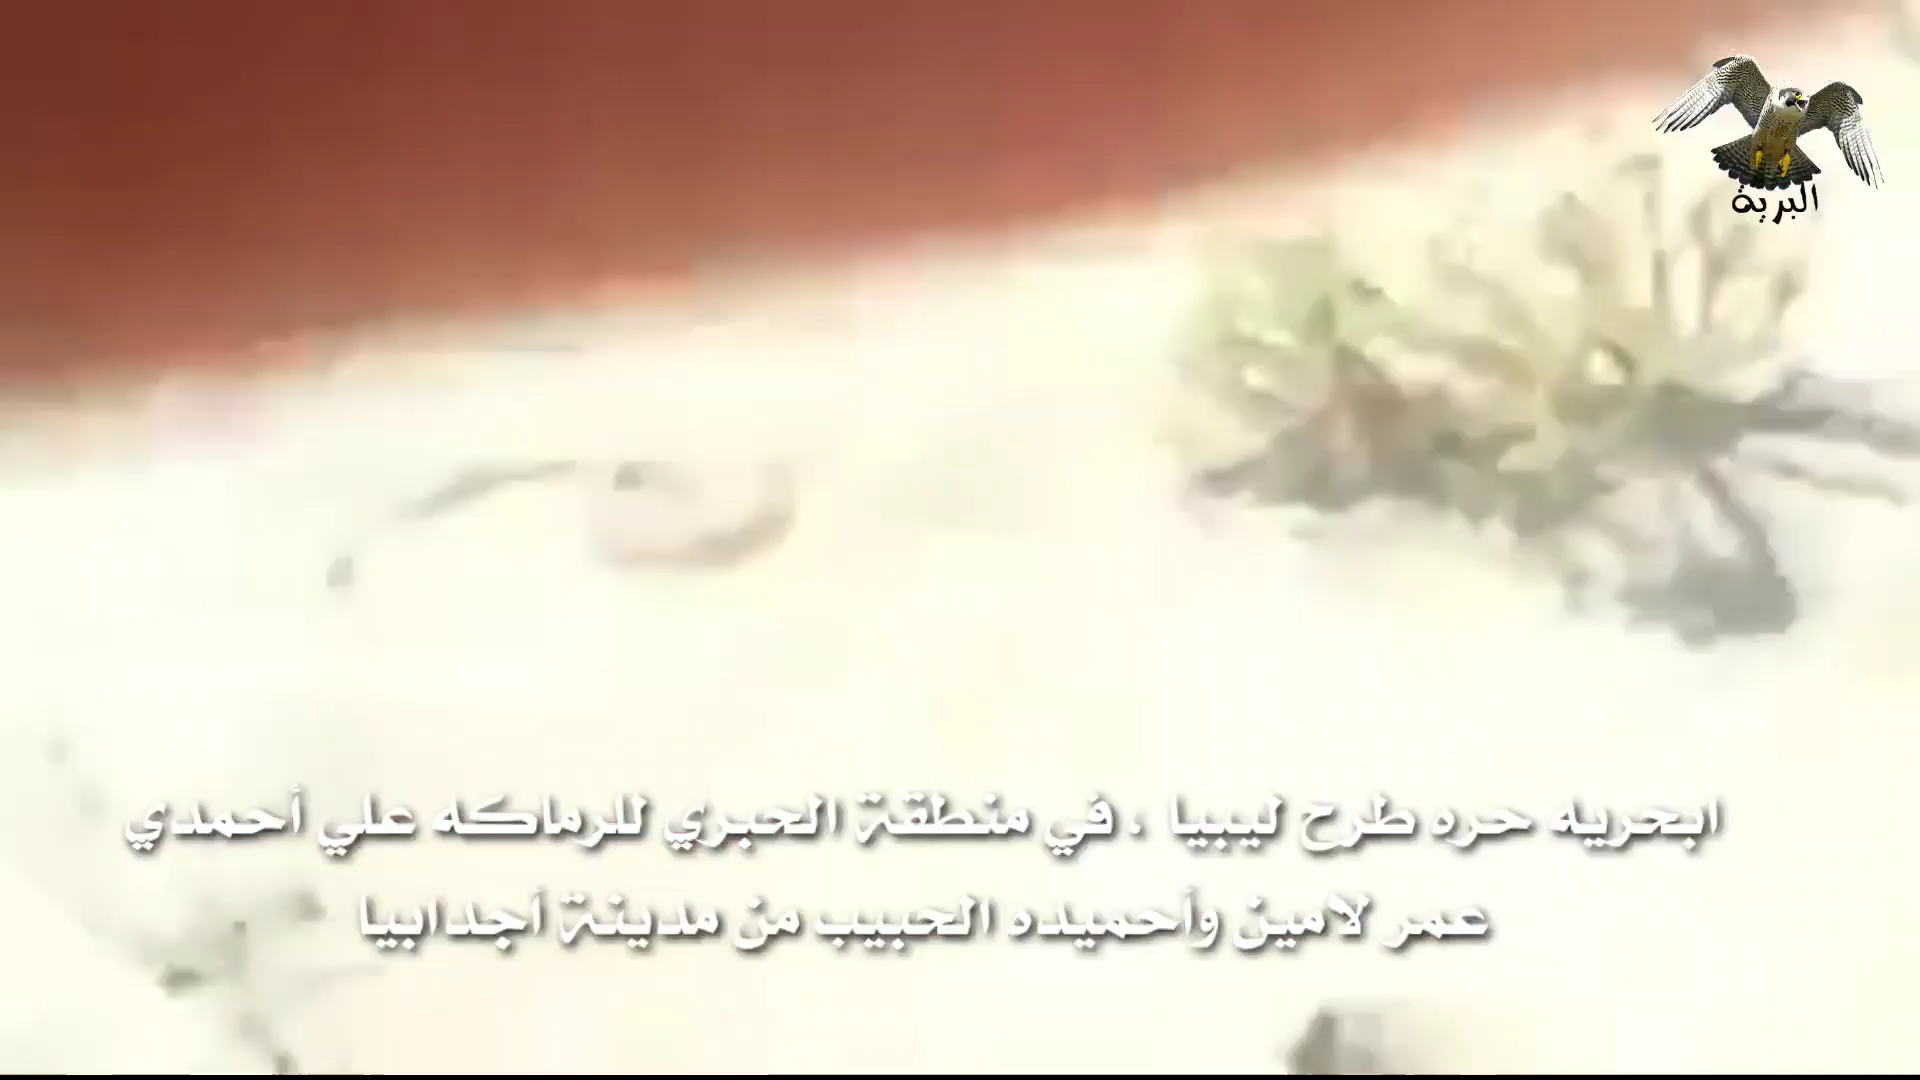 البرية
ابحريه حره طرح ليبيا ، في منطقة الحبري للرماكه علي أحمدي
عمر لامين وأحميده الحبيب من مدينة أجدابيا